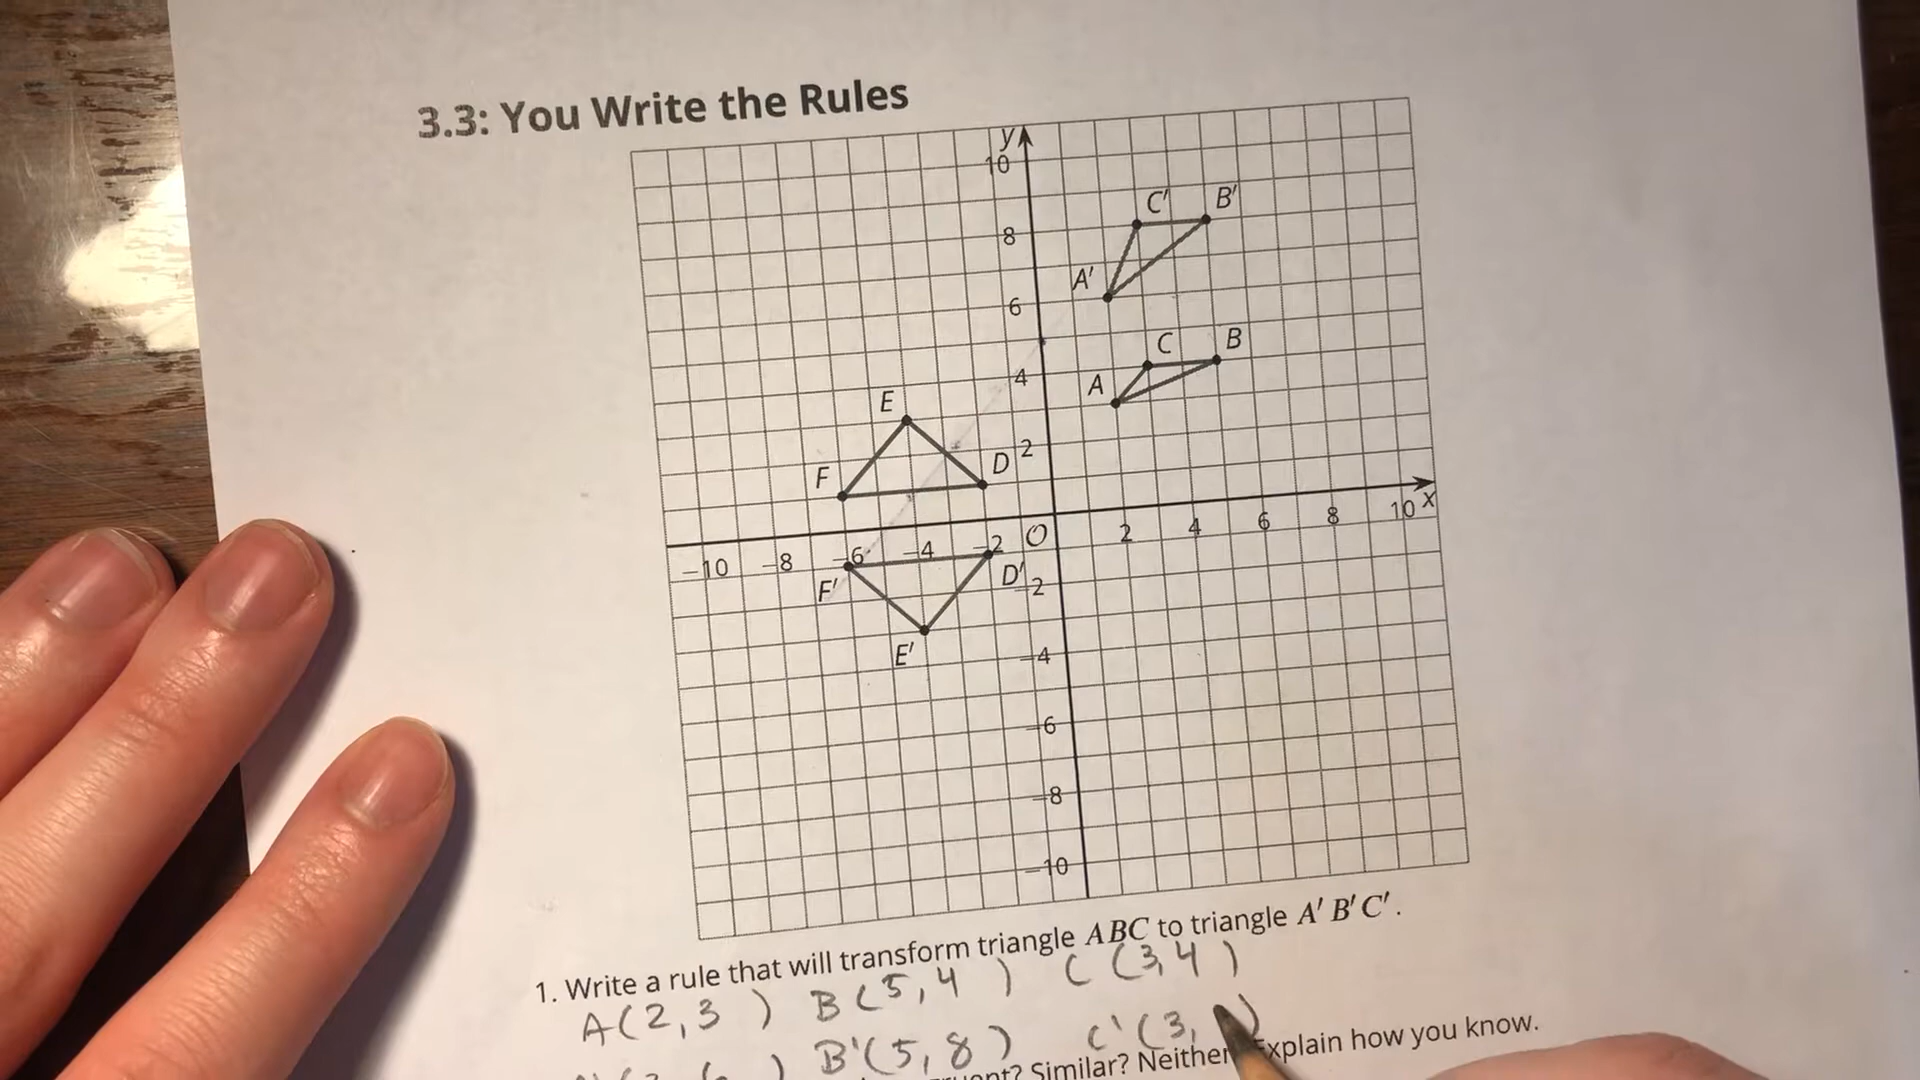 3.3: You Write the Rules
y
10
C' B'
8
A'
6
C B
4
A
E
2
F D
O 2 4 6 8 10 x
−10 −8 −6 −4 −2
F' D' −2
E' −4
−6
−8
−10
1. Write a rule that will transform triangle ABC to triangle A'B'C'.
A(2,3) B(5,4) C(3,4)
B'(5,8) C'(3, )
Similar? Neither? Explain how you know.